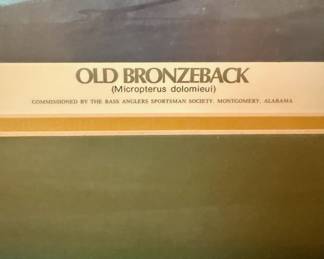 OLD BRONZEBACK
(Micropterus dolomieui)
COMMISSIONED BY THE BASS ANGLERS SPORTSMAN SOCIETY, MONTGOMERY, ALABAMA